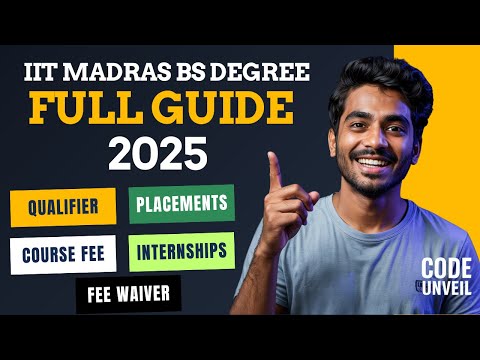 IIT MADRAS BS DEGREE
FULL GUIDE
2025
QUALIFIER
PLACEMENTS
COURSE FEE
INTERNSHIPS
FEE WAIVER
CODE
UNVEIL